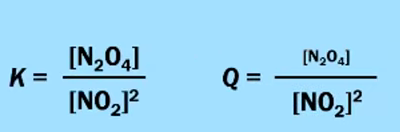 K = [N₂O₄] / [NO₂]²
Q = [N₂O₄] / [NO₂]²